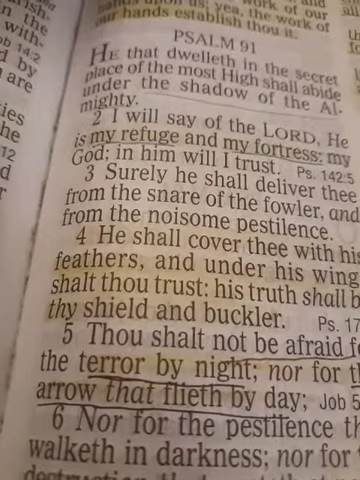 in the
with-
d by
are
ties
he
12
upon us; yea, the work of
our hands establish thou it.
PSALM 91
HE that dwelleth in the secret
place of the most High shall abide
under the shadow of the Al-
mighty.
2 I will say of the LORD, He
is my refuge and my fortress: my
God; in him will I trust. Ps. 142:5
3 Surely he shall deliver thee
from the snare of the fowler, and
from the noisome pestilence.
4 He shall cover thee with his
feathers, and under his wing
shalt thou trust: his truth shall b
thy shield and buckler. Ps. 17
5 Thou shalt not be afraid f
the terror by night; nor for t
arrow that flieth by day; Job 5
6 Nor for the pestilence th
walketh in darkness; nor for